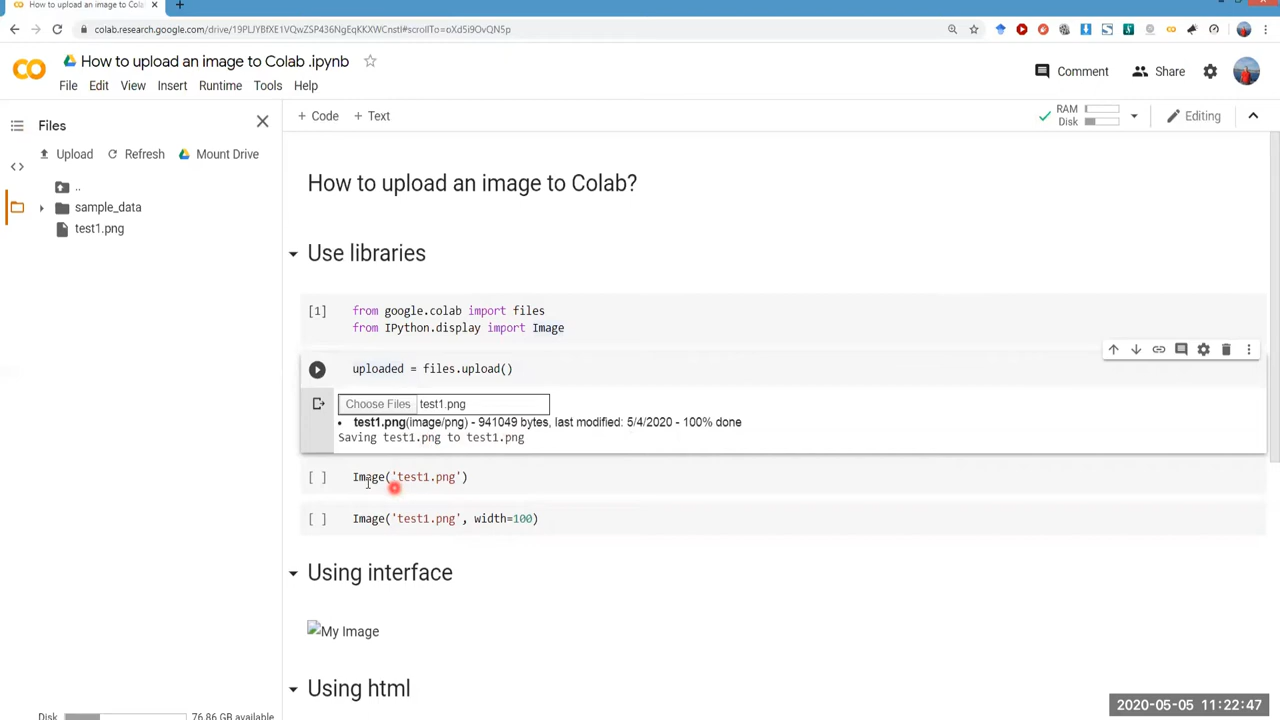 How to upload an image to Colab
colab.research.google.com/drive/19PLJYBfXE1VQwZSP436NgEqKKXWCnstl#scrollTo=oXd5i9OvQN5p
CO
How to upload an image to Colab .ipynb
Comment
Share
File Edit View Insert Runtime Tools Help
Files
+ Code + Text
RAM
Disk
Editing
Upload Refresh Mount Drive
..
sample_data
test1.png
How to upload an image to Colab?
Use libraries
[1] from google.colab import files
from IPython.display import Image
uploaded = files.upload()
Choose Files test1.png
• test1.png(image/png) - 941049 bytes, last modified: 5/4/2020 - 100% done
Saving test1.png to test1.png
[ ] Image('test1.png')
[ ] Image('test1.png', width=100)
Using interface
My Image
Using html
Disk 76.86 GB available
2020-05-05 11:22:47